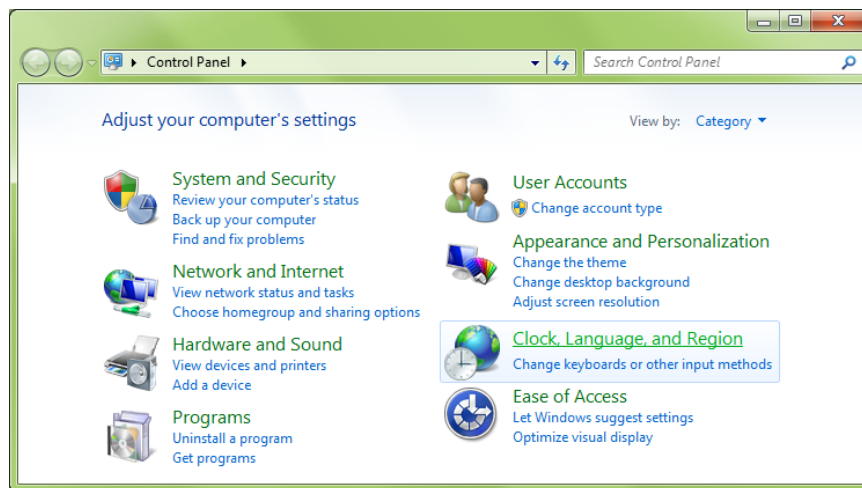 Control Panel
Search Control Panel
Adjust your computer's settings
View by: Category
System and Security
Review your computer's status
Back up your computer
Find and fix problems
Network and Internet
View network status and tasks
Choose homegroup and sharing options
Hardware and Sound
View devices and printers
Add a device
Programs
Uninstall a program
Get programs
User Accounts
Change account type
Appearance and Personalization
Change the theme
Change desktop background
Adjust screen resolution
Clock, Language, and Region
Change keyboards or other input methods
Ease of Access
Let Windows suggest settings
Optimize visual display